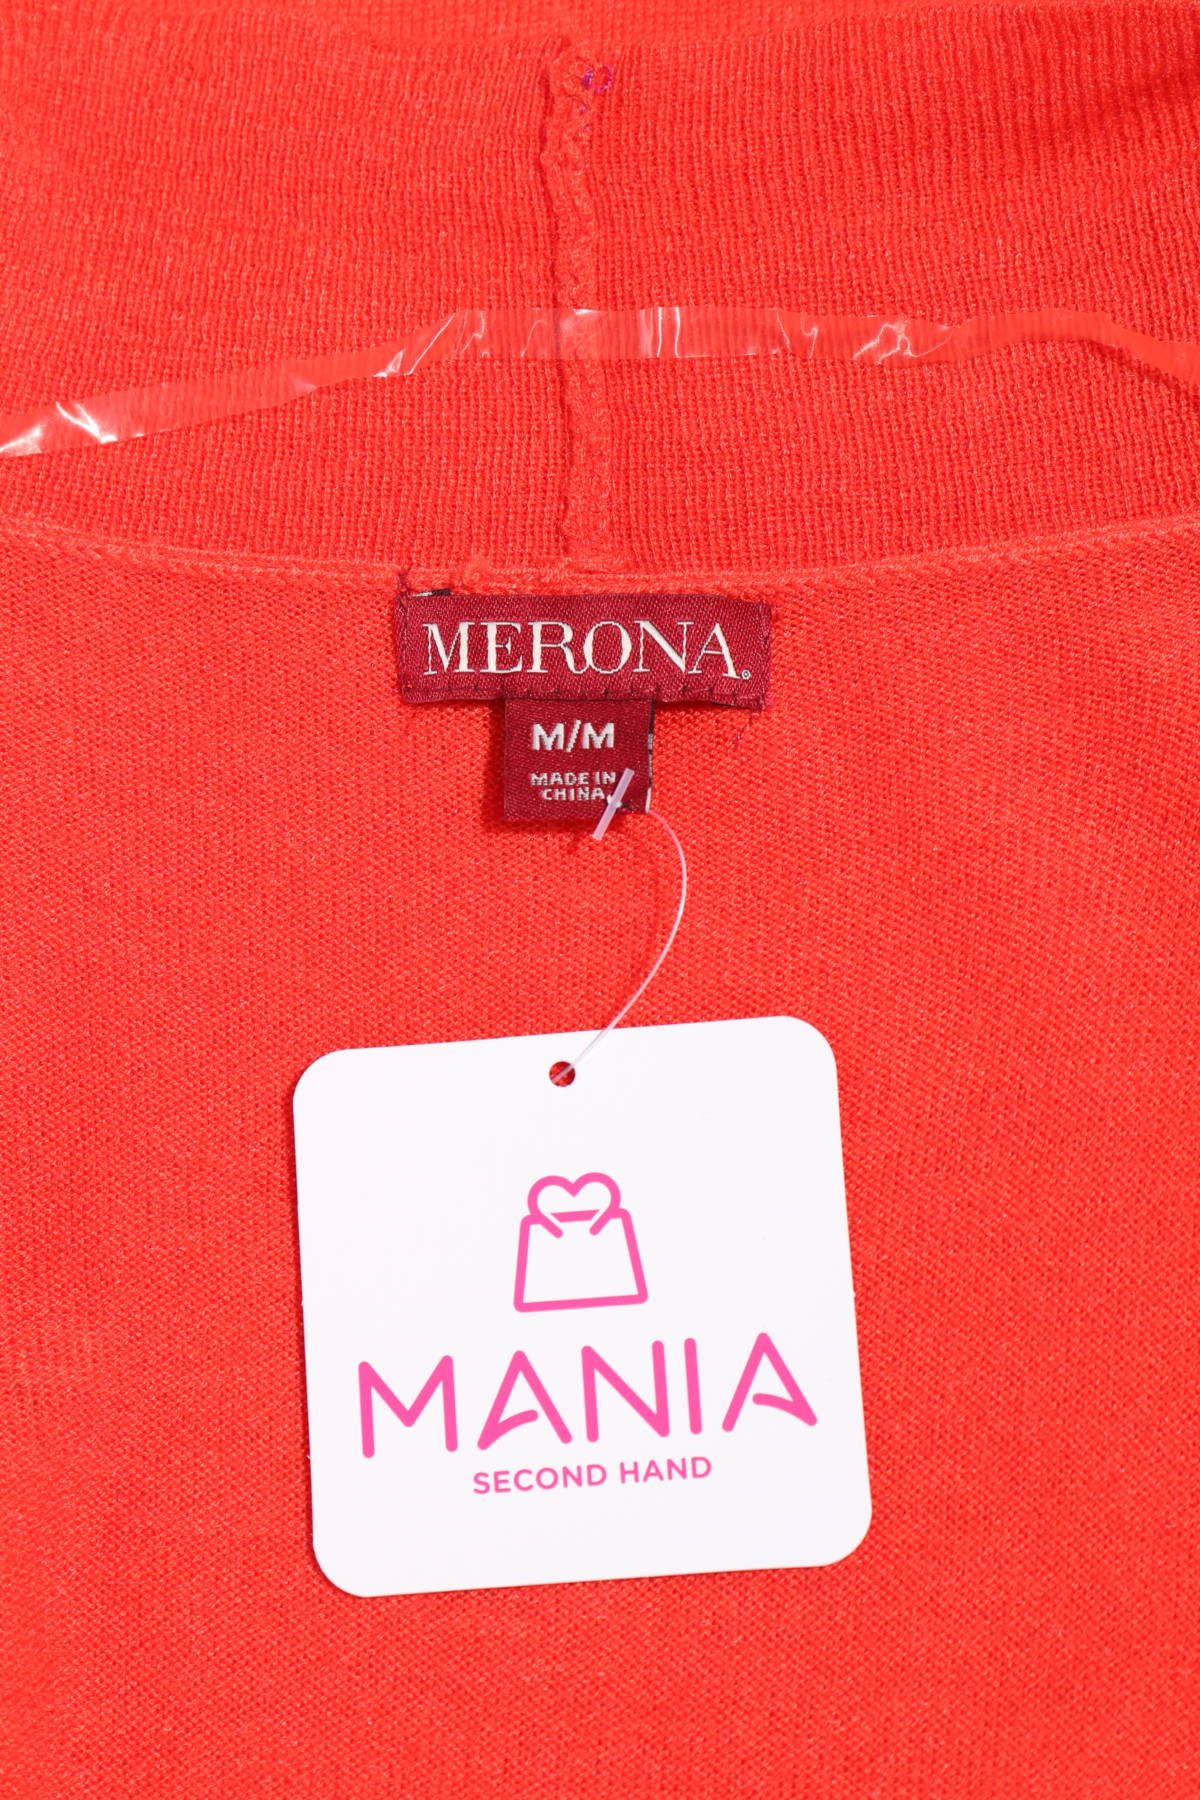 MERONA®
M/M
MADE IN
CHINA
MANIA
SECOND HAND